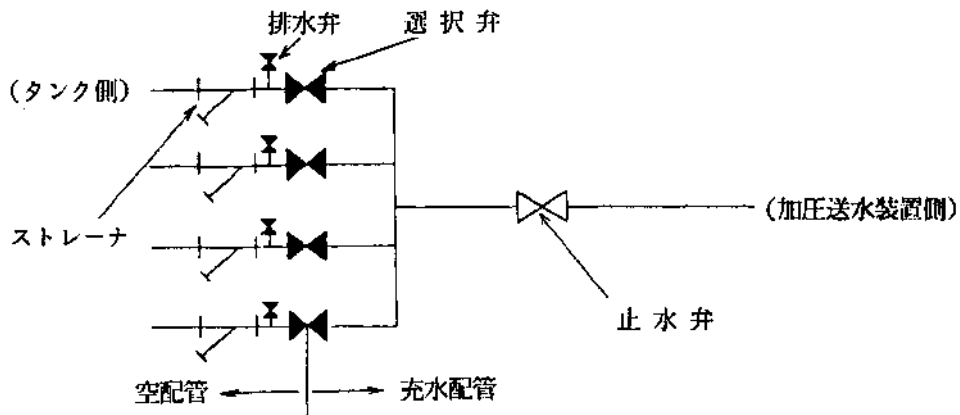 排水弁
選択弁
(タンク側)
(加圧送水装置側)
ストレーナ
止水弁
空配管
充水配管